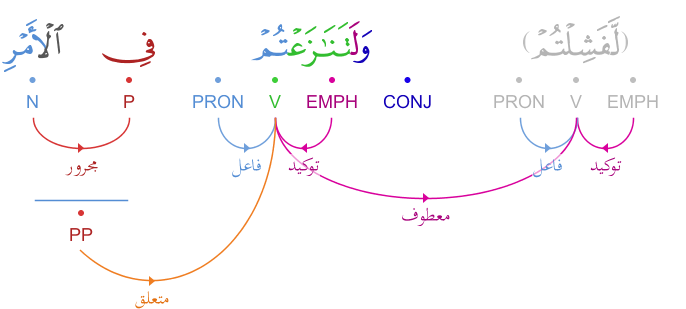 (لَّفَشِلْتُمْ) وَلَتَنَـٰزَعْتُمْ فِى ٱلْأَمْرِ
PRON V EMPH CONJ PRON V EMPH N P
توكيد فاعل توكيد فاعل مجرور
معطوف
PP
متعلق